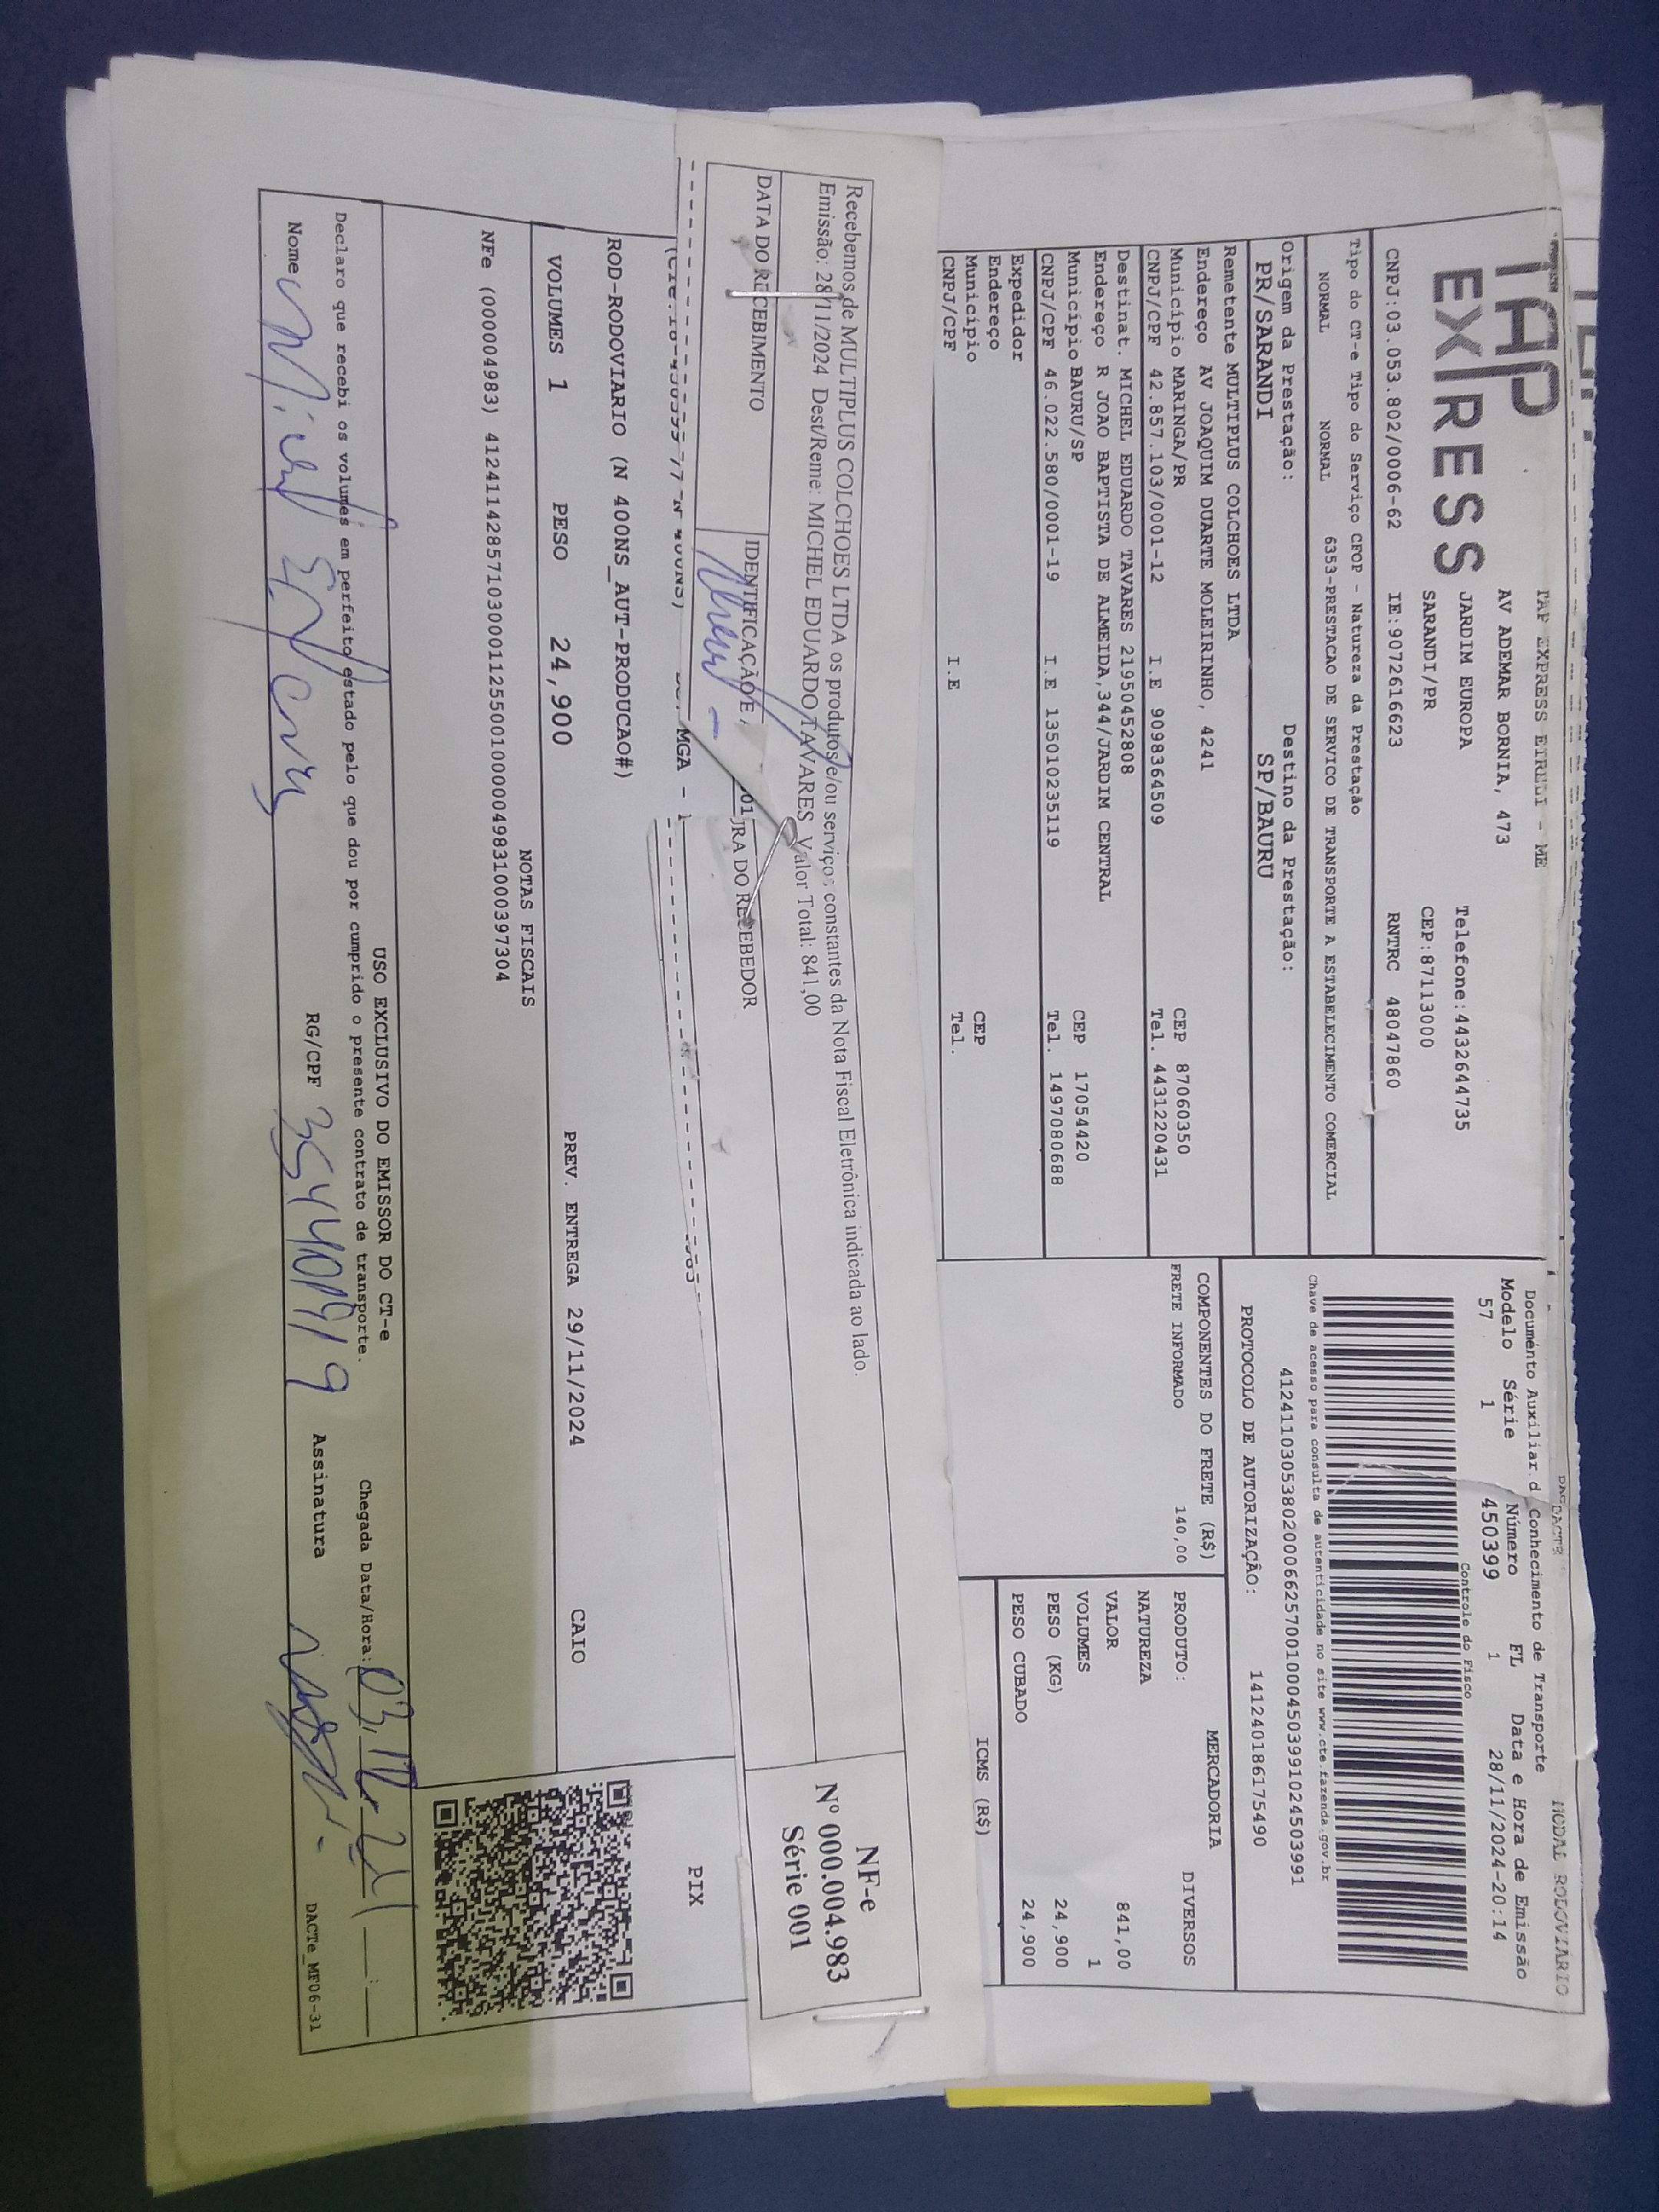 TAP EXPRESS
TAP EXPRESS EIRELI - ME
AV ADEMAR BORNIA, 473
JARDIM EUROPA
SARANDI/PR
Telefone:4432644735
CEP:87113000
CNPJ:03.053.802/0006-62 IE:9072616623 RNTRC 48047860
Tipo do CT-e Tipo do Serviço CFOP - Natureza da Prestação
NORMAL NORMAL 6353-PRESTACAO DE SERVICO DE TRANSPORTE A ESTABELECIMENTO COMERCIAL
Origem da Prestação: Destino da Prestação:
PR/SARANDI SP/BAURU
Remetente MULTIPLUS COLCHOES LTDA
Endereço AV JOAQUIM DUARTE MOLEIRINHO, 4241
Município MARINGA/PR CEP 87060350
CNPJ/CPF 42.857.103/0001-12 I.E 9098364509 Tel. 4431220431
Destinat. MICHEL EDUARDO TAVARES 21950452808
Endereço R JOAO BAPTISTA DE ALMEIDA,344/JARDIM CENTRAL
Município BAURU/SP CEP 17054420
CNPJ/CPF 46.022.580/0001-19 I.E 135010235119 Tel. 1497080688
Expedidor
Endereço
Município CEP
CNPJ/CPF I.E Tel.
DACTE MODAL RODOVIÁRIO
Documento Auxiliar d Conhecimento de Transporte
Modelo Série Número FL Data e Hora de Emissão
57 1 450399 1 28/11/2024-20:14
Controle do Fisco
Chave de acesso para consulta de autenticidade no site www.cte.fazenda.gov.br
41241103053802000662570010004503991024503991
PROTOCOLO DE AUTORIZAÇÃO: 141240186175490
COMPONENTES DO FRETE (R$)
FRETE INFORMADO 140,00
MERCADORIA
PRODUTO: DIVERSOS
NATUREZA
VALOR 841,00
VOLUMES 1
PESO (KG) 24,900
PESO CUBADO 24,900
ICMS (R$)
Recebemos de MULTIPLUS COLCHOES LTDA os produtos e/ou serviços constantes da Nota Fiscal Eletrônica indicada ao lado.
Emissão: 28/11/2024 Dest/Reme: MICHEL EDUARDO TAVARES Valor Total: 841,00
DATA DO RECEBIMENTO IDENTIFICAÇÃO E JRA DO RECEBEDOR
NF-e
Nº 000.004.983
Série 001
MGA - 1
ROD-RODOVIARIO (N 400NS_AUT-PRODUCAO#)
PIX
VOLUMES 1 PESO 24,900 PREV. ENTREGA 29/11/2024 CAIO
NOTAS FISCAIS
NFe (000004983) 41241142857103000112550010000049831000397304
USO EXCLUSIVO DO EMISSOR DO CT-e
Declaro que recebi os volumes em perfeito estado pelo que dou por cumprido o presente contrato de transporte.
Chegada Data/Hora: 03/12/24
Nome RG/CPF Assinatura
DACTe_MF06-31